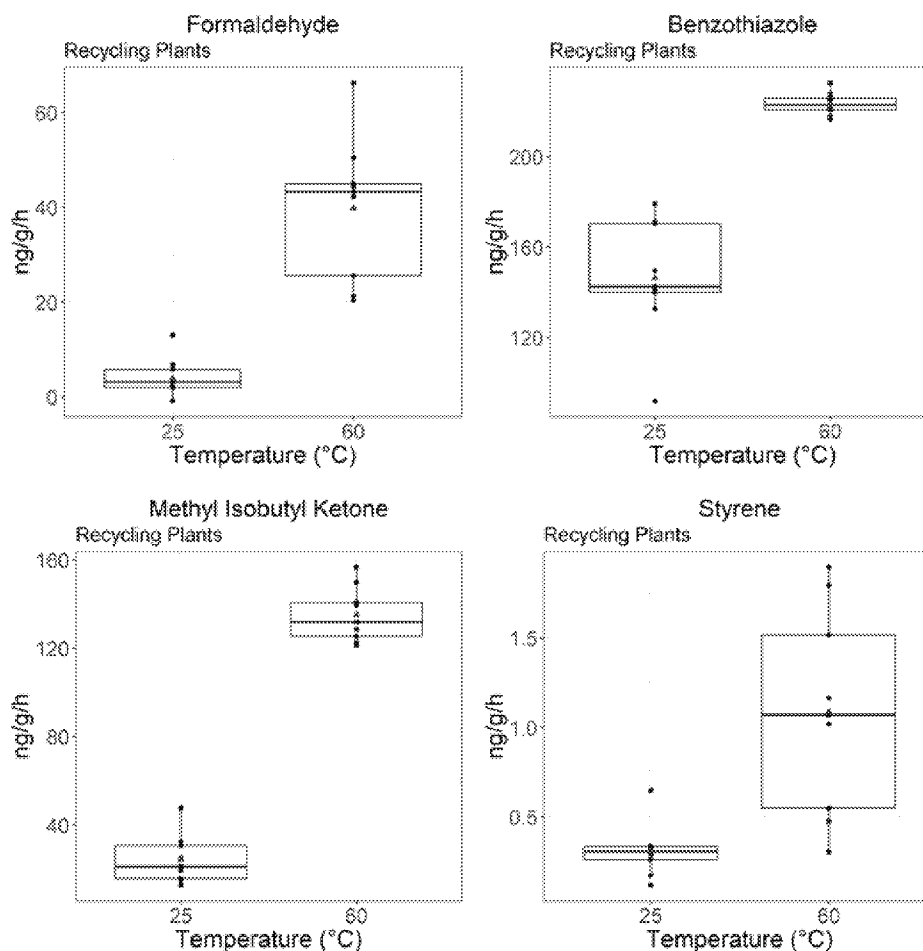 Formaldehyde
Recycling Plants
60
40
20
0
ng/g/h
25
60
Temperature (°C)
Benzothiazole
Recycling Plants
200
160
120
ng/g/h
25
60
Temperature (°C)
Methyl Isobutyl Ketone
Recycling Plants
160
120
80
40
ng/g/h
25
60
Temperature (°C)
Styrene
Recycling Plants
1.5
1.0
0.5
ng/g/h
25
60
Temperature (°C)